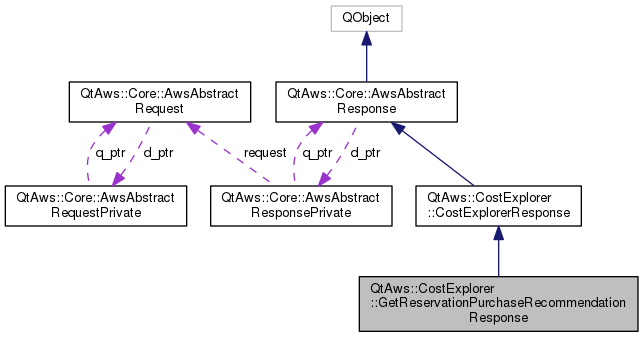 QObject
QtAws::Core::AwsAbstract
Request
QtAws::Core::AwsAbstract
Response
q_ptr
d_ptr
request
q_ptr
d_ptr
QtAws::Core::AwsAbstract
RequestPrivate
QtAws::Core::AwsAbstract
ResponsePrivate
QtAws::CostExplorer
::CostExplorerResponse
QtAws::CostExplorer
::GetReservationPurchaseRecommendation
Response